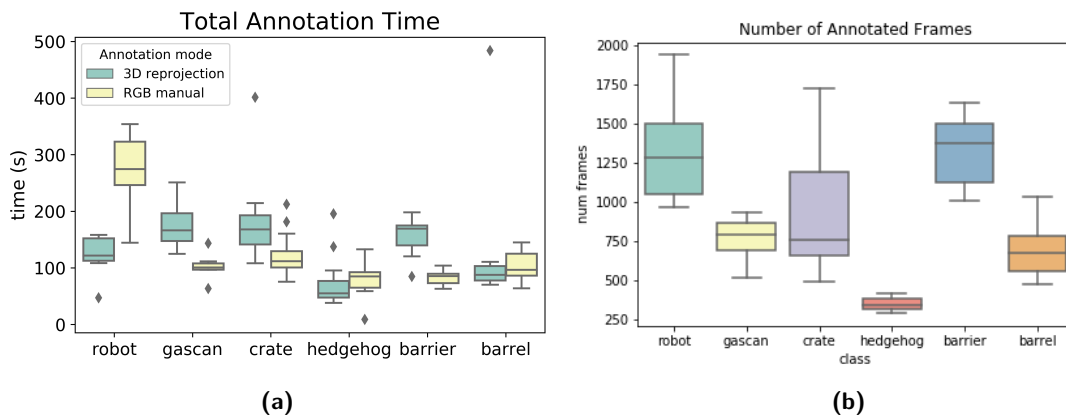 Total Annotation Time
500
400
300
200
100
0
time (s)
Annotation mode
3D reprojection
RGB manual
robot gascan crate hedgehog barrier barrel
(a)
Number of Annotated Frames
2000
1750
1500
1250
1000
750
500
250
num frames
robot gascan crate hedgehog barrier barrel
class
(b)